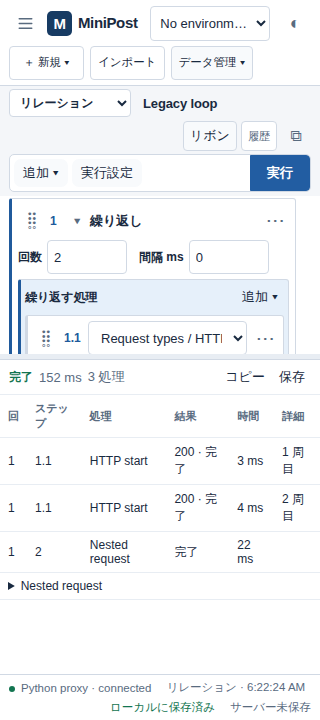 M MiniPost No environm…
＋ 新規 ▾ インポート データ管理 ▾
リレーション Legacy loop
リボン 履歴
追加 ▾ 実行設定 実行
1 ▾ 繰り返し ···
回数 2 間隔 ms 0
繰り返す処理 追加 ▾
1.1 Request types / HTTI ···
完了 152 ms 3 処理 コピー 保存
回 ステップ 処理 結果 時間 詳細
1 1.1 HTTP start 200 · 完了 3 ms 1 周目
1 1.1 HTTP start 200 · 完了 4 ms 2 周目
1 2 Nested request 完了 22 ms
▶ Nested request
Python proxy · connected リレーション · 6:22:24 AM
ローカルに保存済み サーバー未保存